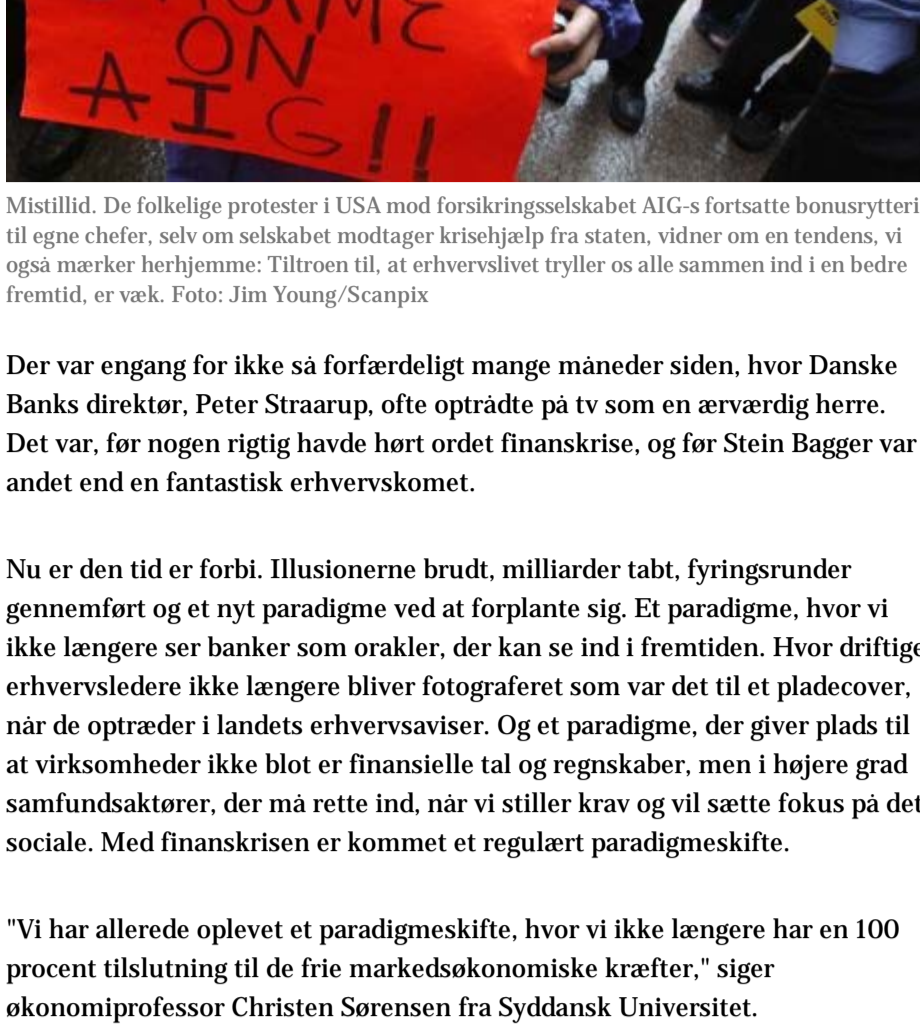 ON
AIG!!
Mistillid. De folkelige protester i USA mod forsikringsselskabet AIG-s fortsatte bonusrytteri
til egne chefer, selv om selskabet modtager krisehjælp fra staten, vidner om en tendens, vi
også mærker herhjemme: Tiltroen til, at erhvervslivet tryller os alle sammen ind i en bedre
fremtid, er væk. Foto: Jim Young/Scanpix
Der var engang for ikke så forfærdeligt mange måneder siden, hvor Danske
Banks direktør, Peter Straarup, ofte optrådte på tv som en ærværdig herre.
Det var, før nogen rigtig havde hørt ordet finanskrise, og før Stein Bagger var
andet end en fantastisk erhvervskomet.
Nu er den tid er forbi. Illusionerne brudt, milliarder tabt, fyringsrunder
gennemført og et nyt paradigme ved at forplante sig. Et paradigme, hvor vi
ikke længere ser banker som orakler, der kan se ind i fremtiden. Hvor driftige
erhvervsledere ikke længere bliver fotograferet som var det til et pladecover,
når de optræder i landets erhvervsaviser. Og et paradigme, der giver plads til
at virksomheder ikke blot er finansielle tal og regnskaber, men i højere grad
samfundsaktører, der må rette ind, når vi stiller krav og vil sætte fokus på det
sociale. Med finanskrisen er kommet et regulært paradigmeskifte.
"Vi har allerede oplevet et paradigmeskifte, hvor vi ikke længere har en 100
procent tilslutning til de frie markedsøkonomiske kræfter," siger
økonomiprofessor Christen Sørensen fra Syddansk Universitet.